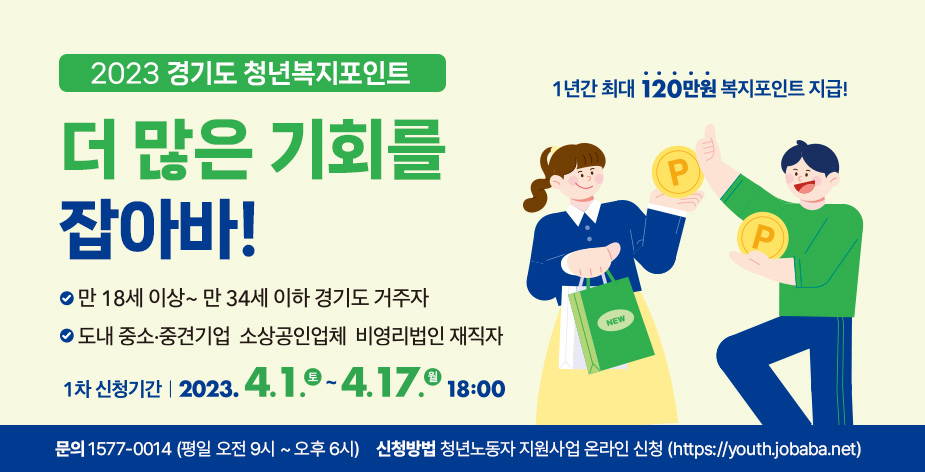 2023 경기도 청년복지포인트
더 많은 기회를
잡아바!
만 18세 이상~ 만 34세 이하 경기도 거주자
도내 중소·중견기업 소상공인업체 비영리법인 재직자
1차 신청기간 | 2023. 4.1.토 ~ 4.17.월 18:00
1년간 최대 120만원 복지포인트 지급!
P
P
NEW
문의 1577-0014 (평일 오전 9시 ~ 오후 6시) 신청방법 청년노동자 지원사업 온라인 신청 (https://youth.jobaba.net)